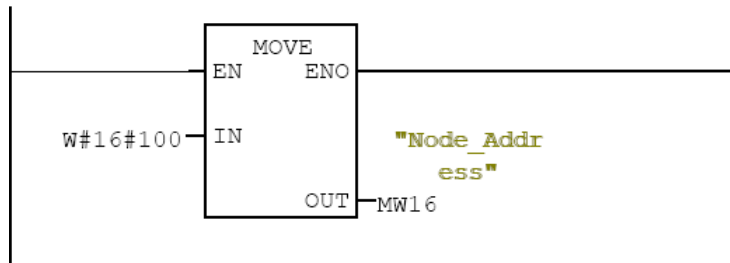 MOVE
EN ENO
W#16#100 IN
"Node_Addr
ess"
OUT MW16